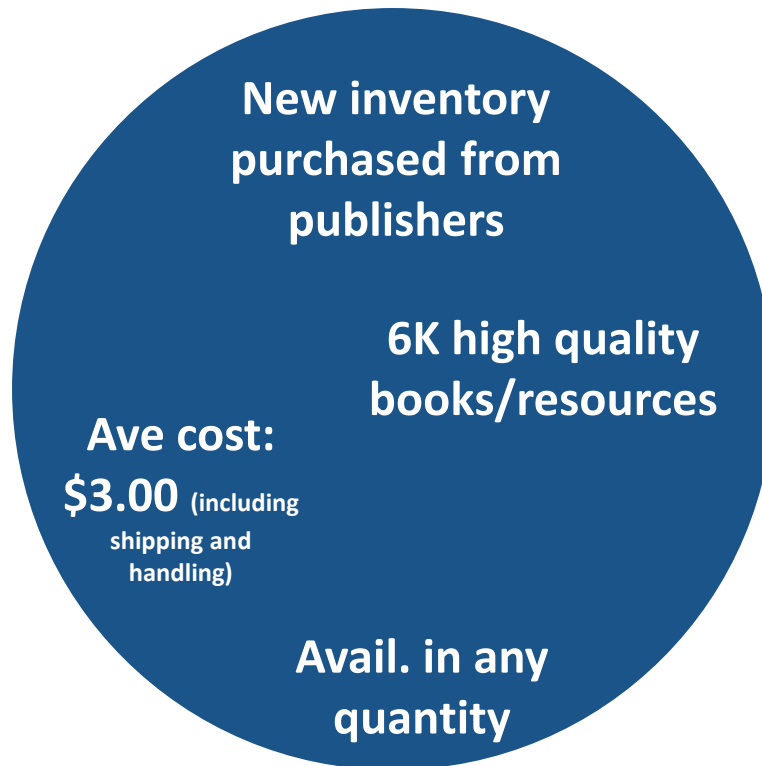 New inventory
purchased from
publishers
6K high quality
books/resources
Ave cost:
$3.00 (including
shipping and
handling)
Avail. in any
quantity